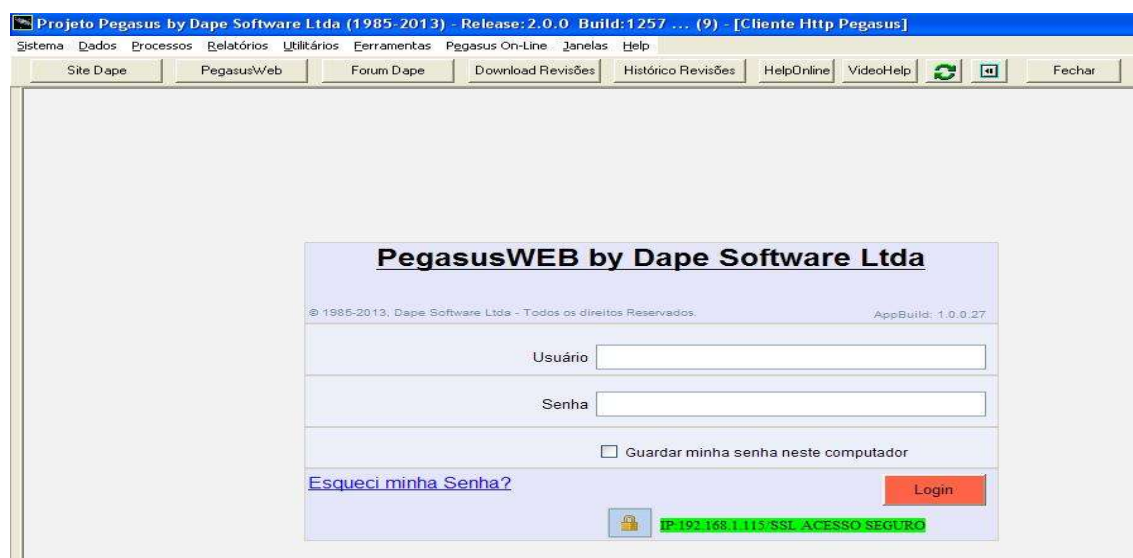 Projeto Pegasus by Dape Software Ltda (1985-2013) - Release:2.0.0 Build:1257 ... (9) - [Cliente Http Pegasus]
Sistema Dados Processos Relatórios Utilitários Ferramentas Pegasus On-Line Janelas Help
Site Dape PegasusWeb Forum Dape Download Revisões Histórico Revisões HelpOnline VideoHelp Fechar
PegasusWEB by Dape Software Ltda
© 1985-2013, Dape Software Ltda - Todos os direitos Reservados. AppBuild: 1.0.0.27
Usuário
Senha
Guardar minha senha neste computador
Esqueci minha Senha? Login
IP:192.168.1.115/SSL ACESSO SEGURO